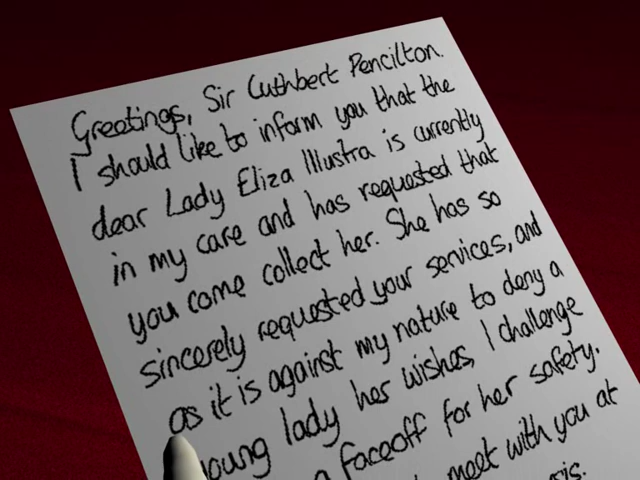 Greetings, Sir Cuthbert Pencilton.
I should like to inform you that the
dear Lady Eliza Illustra is currently
in my care and has requested that
you come collect her. She has so
sincerely requested your services, and
as it is against my nature to deny a
young lady her wishes, I challenge
faceoff for her safety.
meet with you at